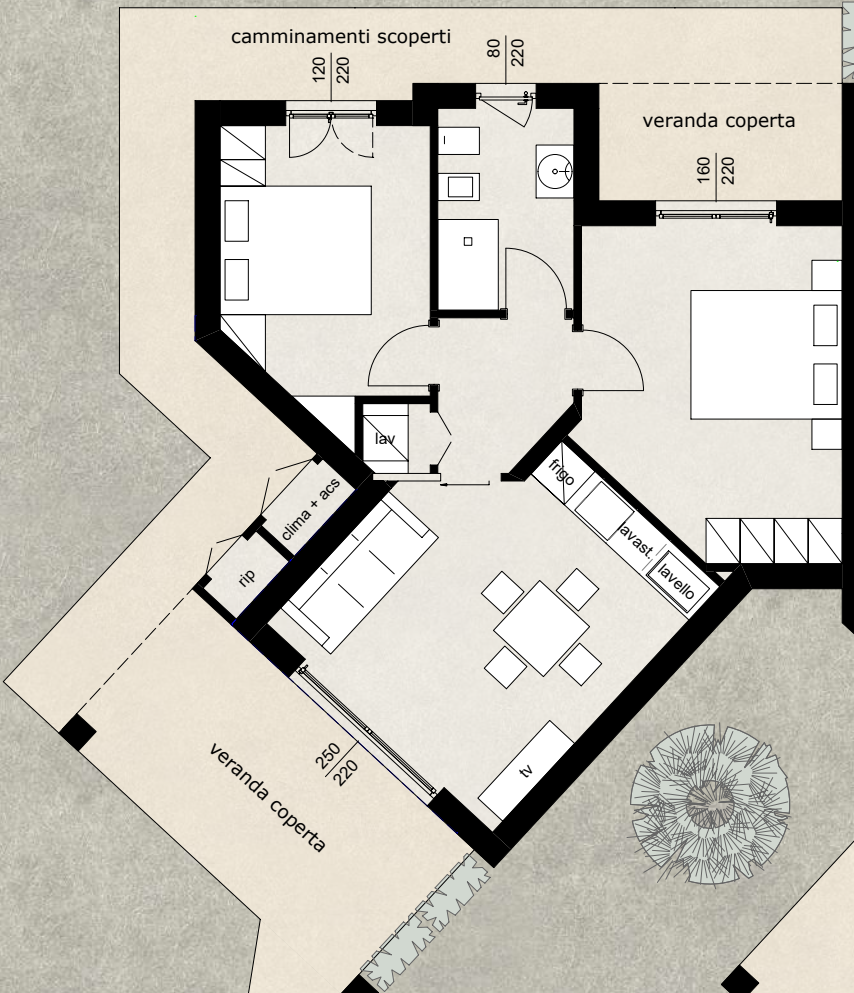 camminamenti scoperti
120
220
80
220
veranda coperta
160
220
lav
frigo
clima + acs
lavast.
lavello
rip
250
220
tv
veranda coperta